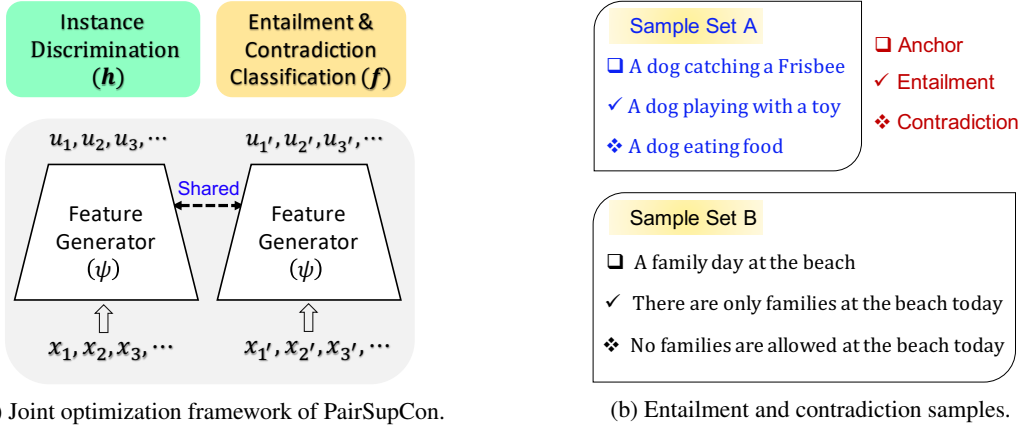 Instance
Discrimination
(h)
Entailment &
Contradiction
Classification (f)
u₁, u₂, u₃, ⋯
u₁′, u₂′, u₃′, ⋯
Shared
Feature
Generator
(ψ)
Feature
Generator
(ψ)
x₁, x₂, x₃, ⋯
x₁′, x₂′, x₃′, ⋯
) Joint optimization framework of PairSupCon.
Sample Set A
❑ A dog catching a Frisbee
✓ A dog playing with a toy
❖ A dog eating food
❑ Anchor
✓ Entailment
❖ Contradiction
Sample Set B
❑ A family day at the beach
✓ There are only families at the beach today
❖ No families are allowed at the beach today
(b) Entailment and contradiction samples.